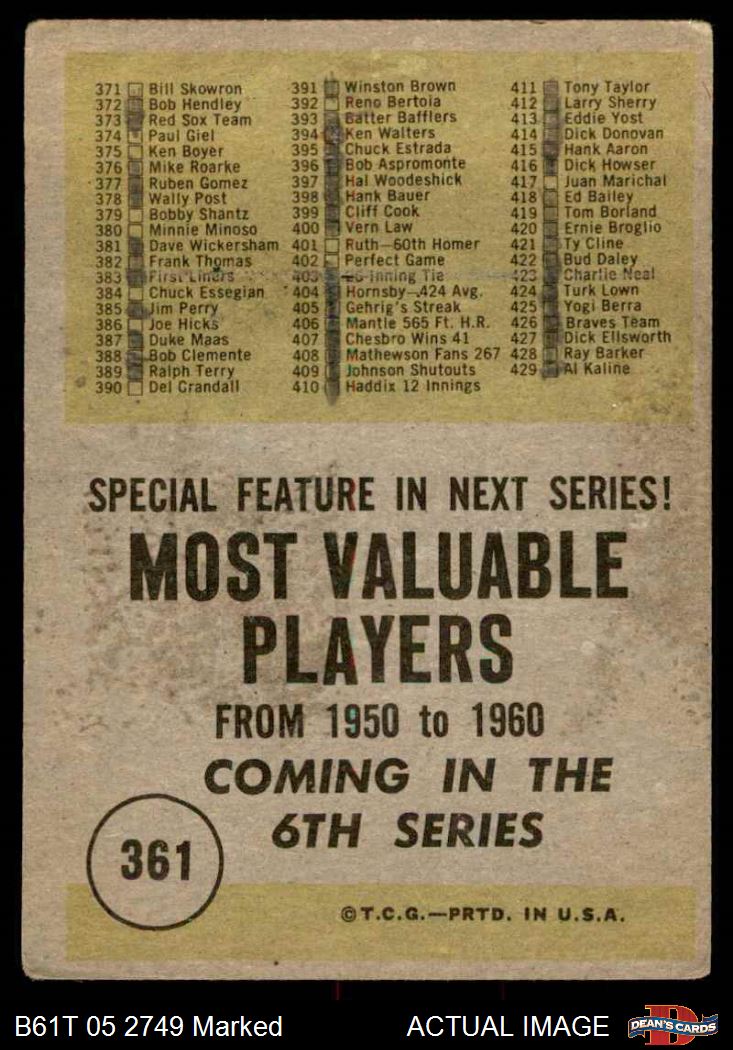 371 Bill Skowron
372 Bob Hendley
373 Red Sox Team
374 Paul Giel
375 Ken Boyer
376 Mike Roarke
377 Ruben Gomez
378 Wally Post
379 Bobby Shantz
380 Minnie Minoso
381 Dave Wickersham
382 Frank Thomas
383 First Liners
384 Chuck Essegian
385 Jim Perry
386 Joe Hicks
387 Duke Maas
388 Bob Clemente
389 Ralph Terry
390 Del Crandall
391 Winston Brown
392 Reno Bertoia
393 Batter Bafflers
394 Ken Walters
395 Chuck Estrada
396 Bob Aspromonte
397 Hal Woodeshick
398 Hank Bauer
399 Cliff Cook
400 Vern Law
401 Ruth—60th Homer
402 Perfect Game
403 26 Inning Tie
404 Hornsby—.424 Avg.
405 Gehrig's Streak
406 Mantle 565 Ft. H.R.
407 Chesbro Wins 41
408 Mathewson Fans 267
409 Johnson Shutouts
410 Haddix 12 Innings
411 Tony Taylor
412 Larry Sherry
413 Eddie Yost
414 Dick Donovan
415 Hank Aaron
416 Dick Howser
417 Juan Marichal
418 Ed Bailey
419 Tom Borland
420 Ernie Broglio
421 Ty Cline
422 Bud Daley
423 Charlie Neal
424 Turk Lown
425 Yogi Berra
426 Braves Team
427 Dick Ellsworth
428 Ray Barker
429 Al Kaline
SPECIAL FEATURE IN NEXT SERIES!
MOST VALUABLE
PLAYERS
FROM 1950 to 1960
COMING IN THE
6TH SERIES
361
©T.C.G.—PRTD. IN U.S.A.
B61T 05 2749 Marked ACTUAL IMAGE
D
DEAN'S CARDS